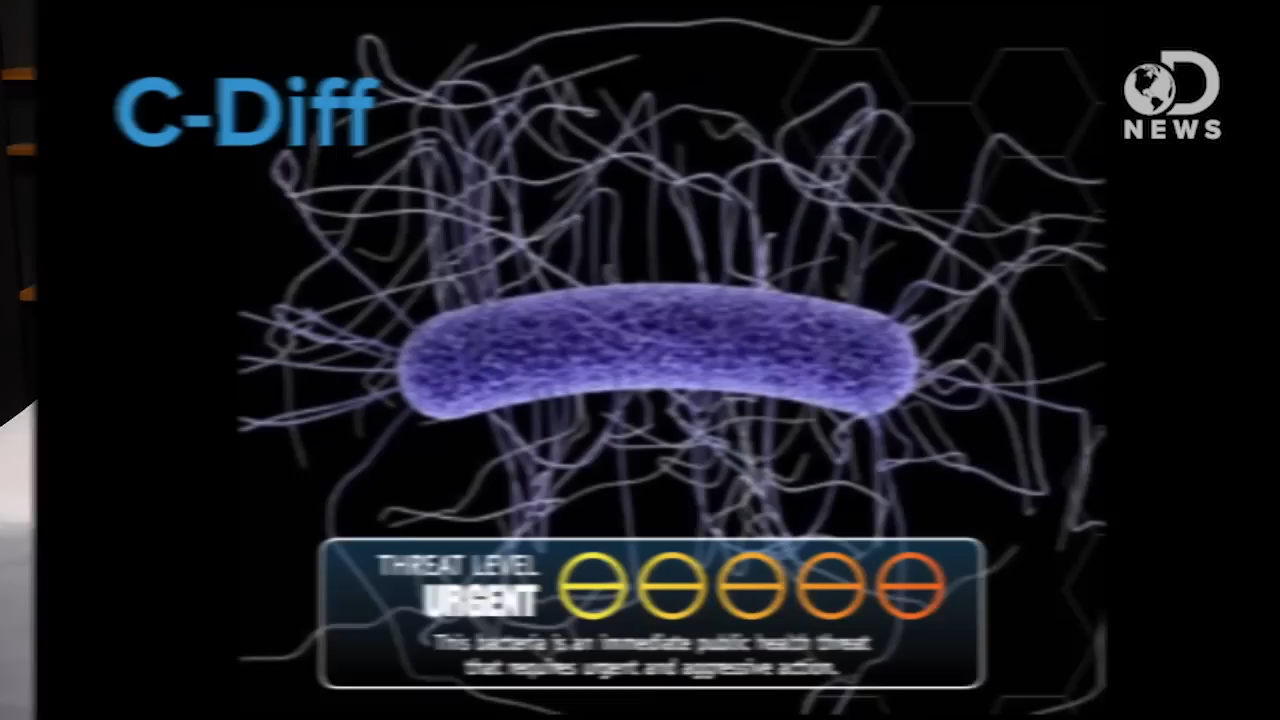 C-Diff
NEWS
THREAT LEVEL
URGENT
This bacteria is an immediate public health threat
that requires urgent and aggressive action.